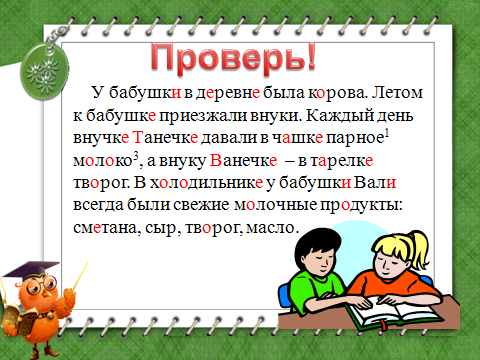 Проверь!
У бабушки в деревне была корова. Летом
к бабушке приезжали внуки. Каждый день
внучке Танечке давали в чашке парное¹
молоко³, а внуку Ванечке – в тарелке
творог. В холодильнике у бабушки Вали
всегда были свежие молочные продукты:
сметана, сыр, творог, масло.